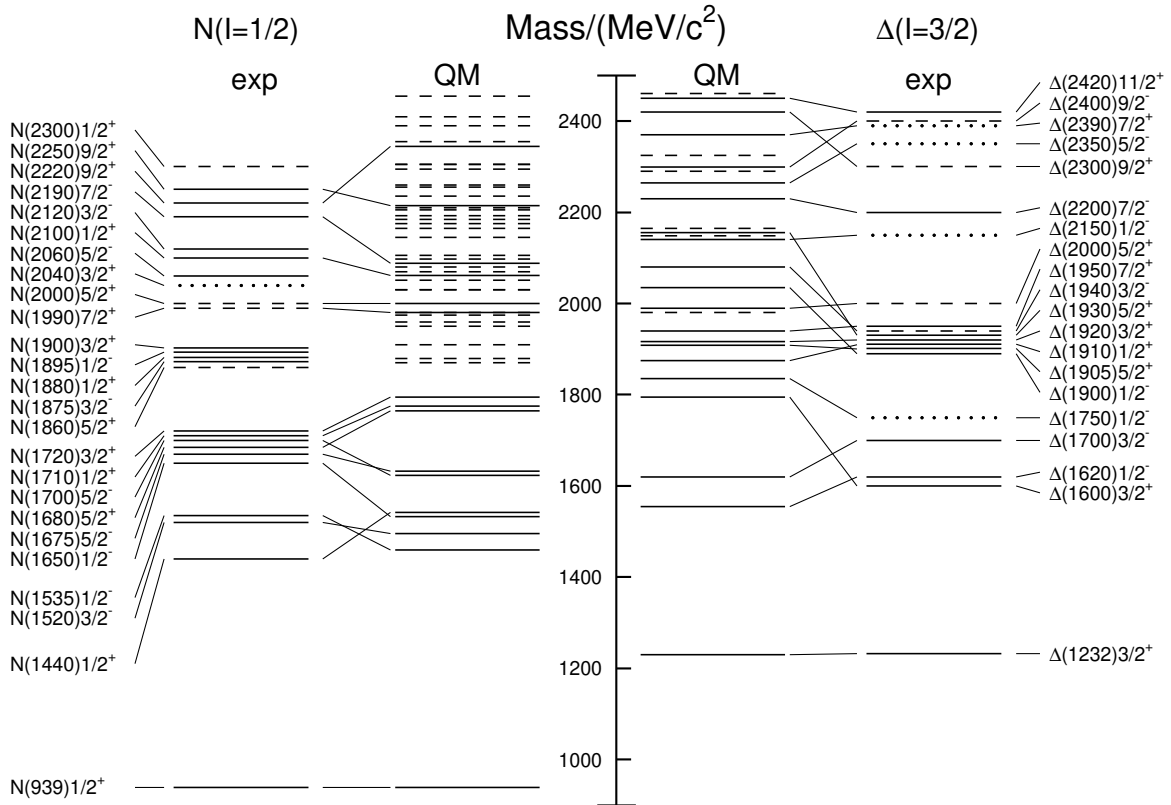 N(I=1/2)
Mass/(MeV/c²)
Δ(I=3/2)
exp
QM
QM
exp
N(2300)1/2⁺
N(2250)9/2⁺
N(2220)9/2⁺
N(2190)7/2⁻
N(2120)3/2⁻
N(2100)1/2⁺
N(2060)5/2⁻
N(2040)3/2⁺
N(2000)5/2⁺
N(1990)7/2⁺
N(1900)3/2⁺
N(1895)1/2⁻
N(1880)1/2⁺
N(1875)3/2⁻
N(1860)5/2⁺
N(1720)3/2⁺
N(1710)1/2⁺
N(1700)5/2⁻
N(1680)5/2⁺
N(1675)5/2⁻
N(1650)1/2⁻
N(1535)1/2⁻
N(1520)3/2⁻
N(1440)1/2⁺
N(939)1/2⁺
2400
2200
2000
1800
1600
1400
1200
1000
Δ(2420)11/2⁺
Δ(2400)9/2⁻
Δ(2390)7/2⁺
Δ(2350)5/2⁻
Δ(2300)9/2⁺
Δ(2200)7/2⁻
Δ(2150)1/2⁻
Δ(2000)5/2⁺
Δ(1950)7/2⁺
Δ(1940)3/2⁻
Δ(1930)5/2⁺
Δ(1920)3/2⁺
Δ(1910)1/2⁺
Δ(1905)5/2⁺
Δ(1900)1/2⁻
Δ(1750)1/2⁻
Δ(1700)3/2⁻
Δ(1620)1/2⁻
Δ(1600)3/2⁺
Δ(1232)3/2⁺